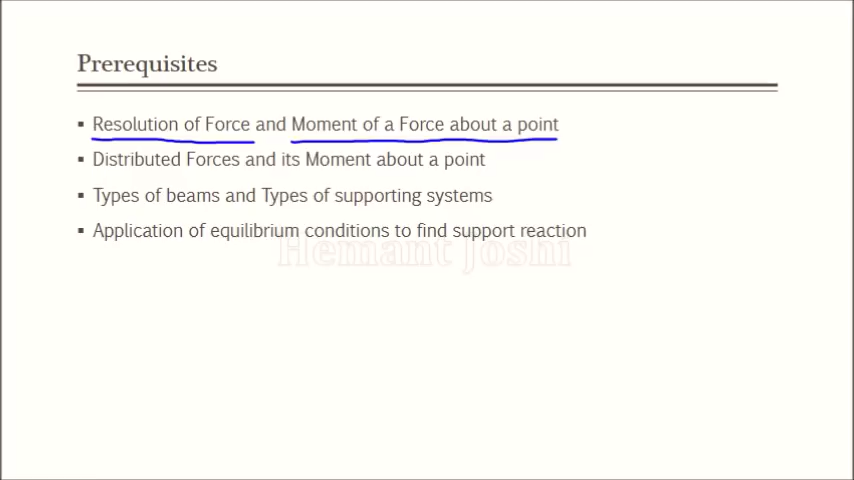 Prerequisites
▪ Resolution of Force and Moment of a Force about a point
▪ Distributed Forces and its Moment about a point
▪ Types of beams and Types of supporting systems
▪ Application of equilibrium conditions to find support reaction
Hemant Joshi